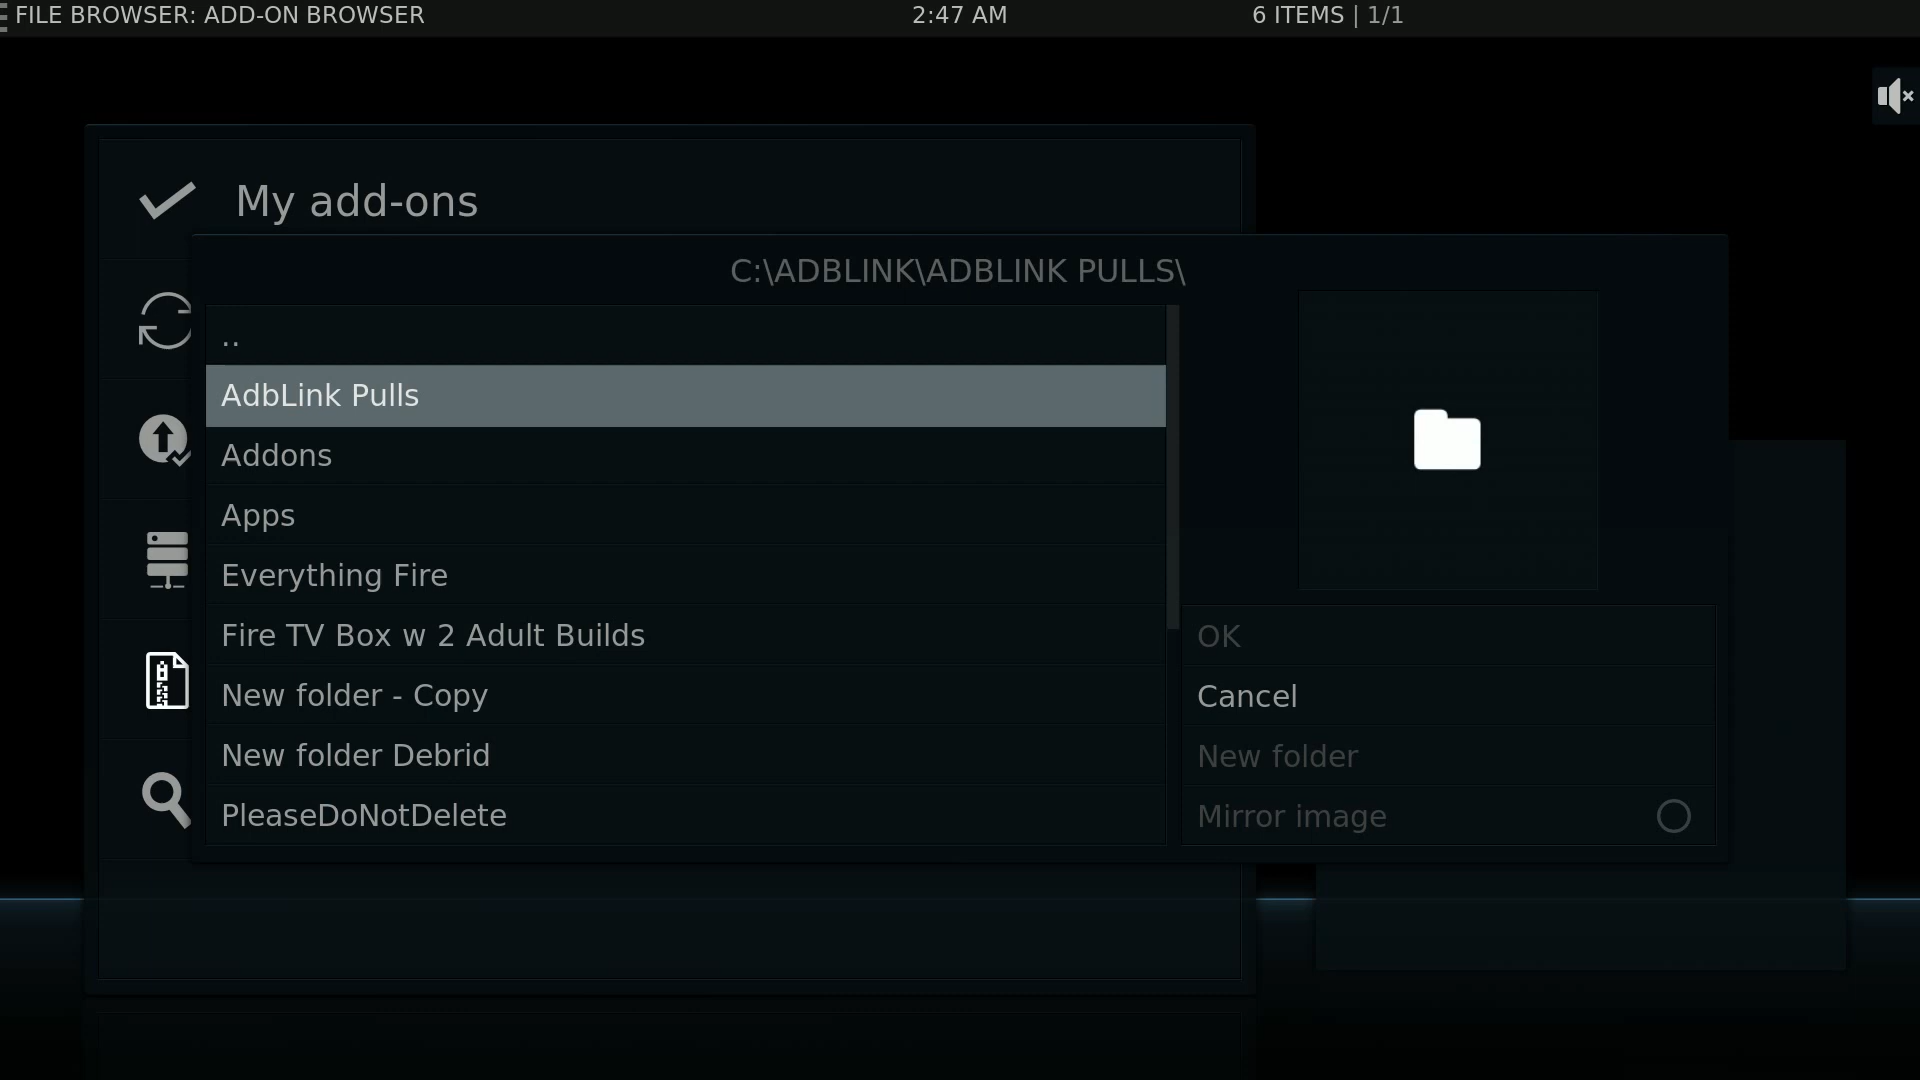 FILE BROWSER: ADD-ON BROWSER
2:47 AM
6 ITEMS | 1/1
My add-ons
C:\ADBLINK\ADBLINK PULLS\
..
AdbLink Pulls
Addons
Apps
Everything Fire
Fire TV Box w 2 Adult Builds
New folder - Copy
New folder Debrid
PleaseDoNotDelete
OK
Cancel
New folder
Mirror image